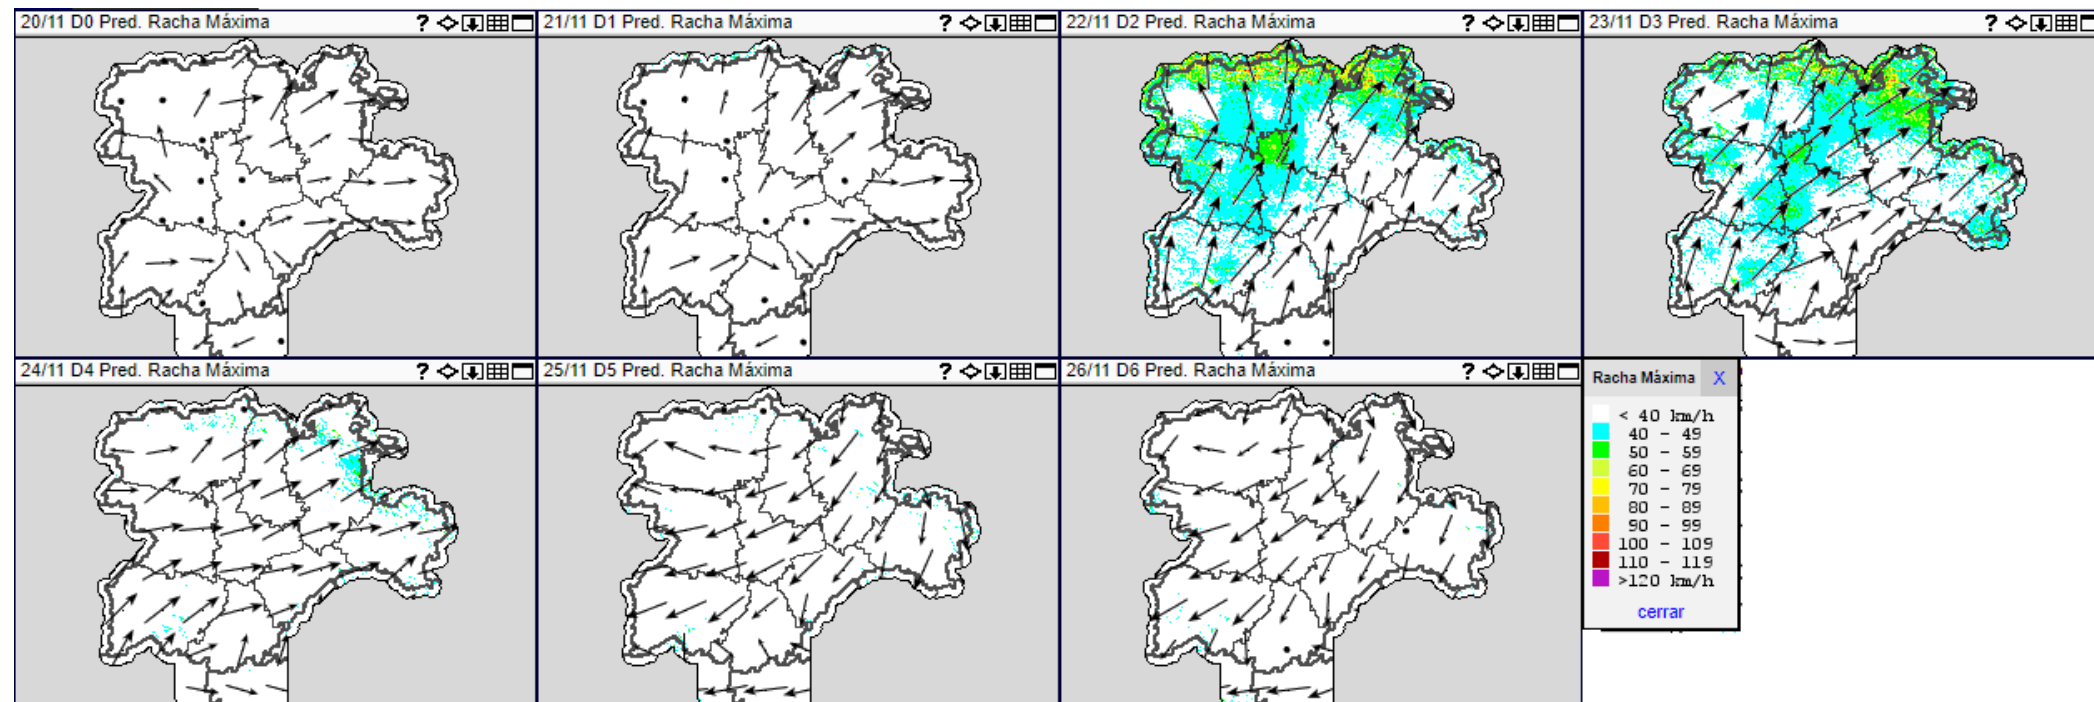 20/11 D0 Pred. Racha Máxima ?
21/11 D1 Pred. Racha Máxima ?
22/11 D2 Pred. Racha Máxima ?
23/11 D3 Pred. Racha Máxima ?
24/11 D4 Pred. Racha Máxima ?
25/11 D5 Pred. Racha Máxima ?
26/11 D6 Pred. Racha Máxima ?
Racha Máxima X
< 40 km/h
40 - 49
50 - 59
60 - 69
70 - 79
80 - 89
90 - 99
100 - 109
110 - 119
>120 km/h
cerrar